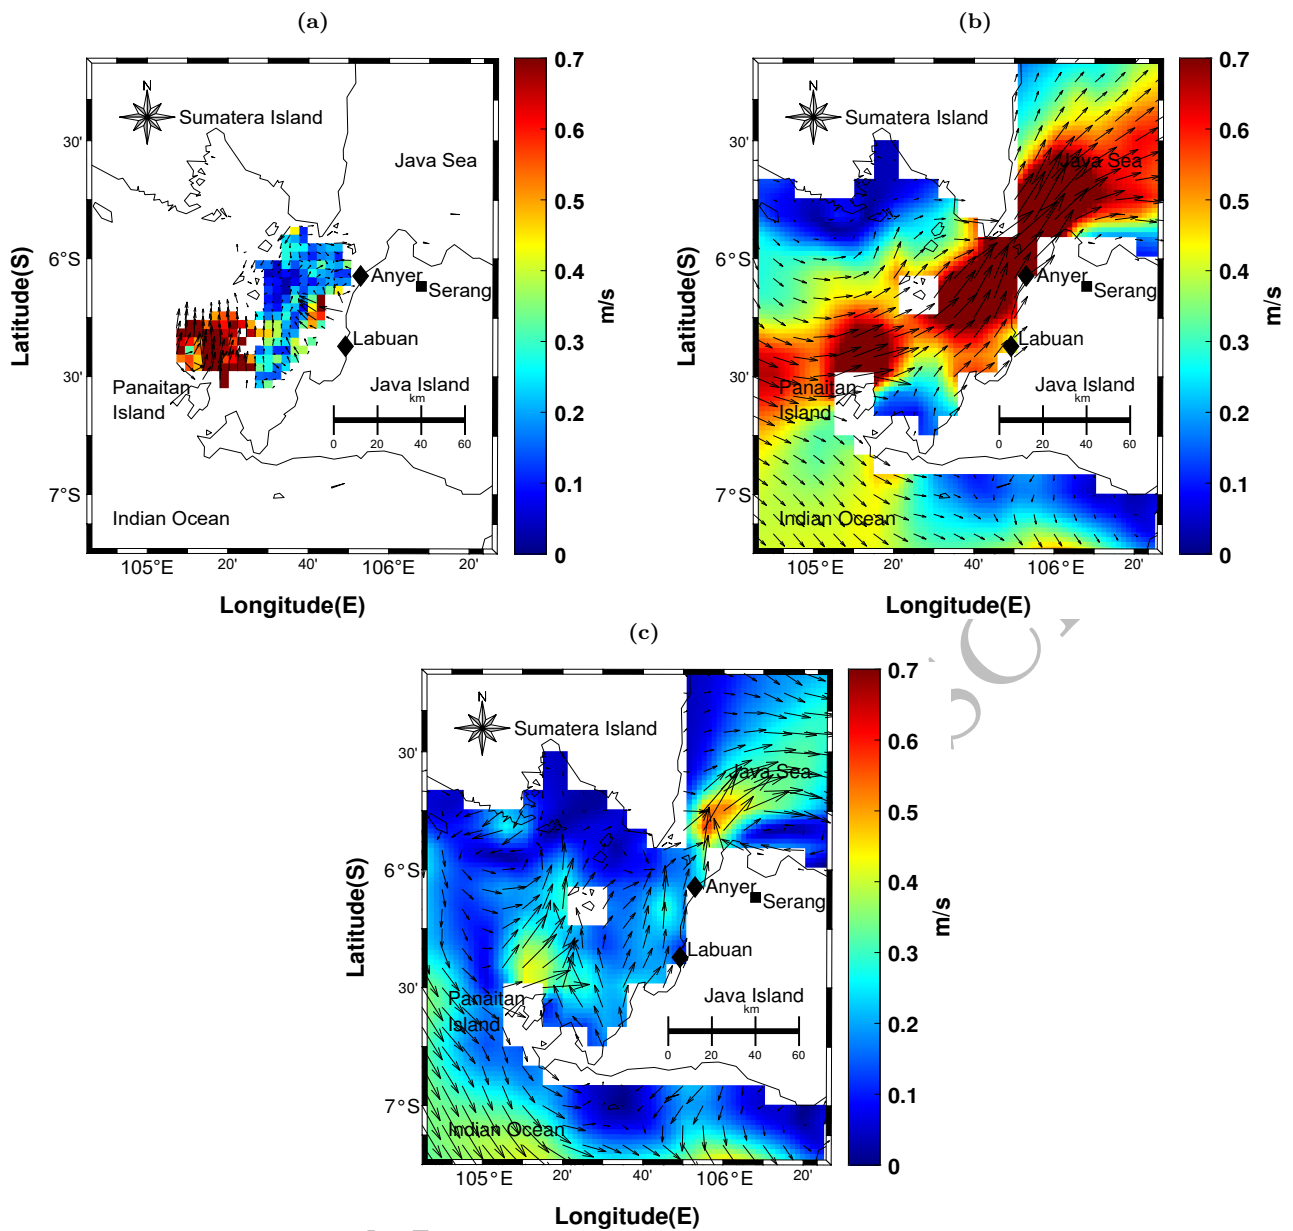 (a)
N
Sumatera Island
Java Sea
Anyer
Serang
Labuan
Panaitan
Island
Java Island
km
0 20 40 60
Indian Ocean
30'
6°S
30'
7°S
Latitude(S)
105°E 20' 40' 106°E 20'
Longitude(E)
0.7
0.6
0.5
0.4
0.3
0.2
0.1
0
m/s
(b)
N
Sumatera Island
Java Sea
Anyer
Serang
Labuan
Panaitan
Island
Java Island
km
0 20 40 60
Indian Ocean
30'
6°S
30'
7°S
Latitude(S)
105°E 20' 40' 106°E 20'
Longitude(E)
0.7
0.6
0.5
0.4
0.3
0.2
0.1
0
m/s
(c)
N
Sumatera Island
Java Sea
Anyer
Serang
Labuan
Panaitan
Island
Java Island
km
0 20 40 60
Indian Ocean
30'
6°S
30'
7°S
Latitude(S)
105°E 20' 40' 106°E 20'
Longitude(E)
0.7
0.6
0.5
0.4
0.3
0.2
0.1
0
m/s